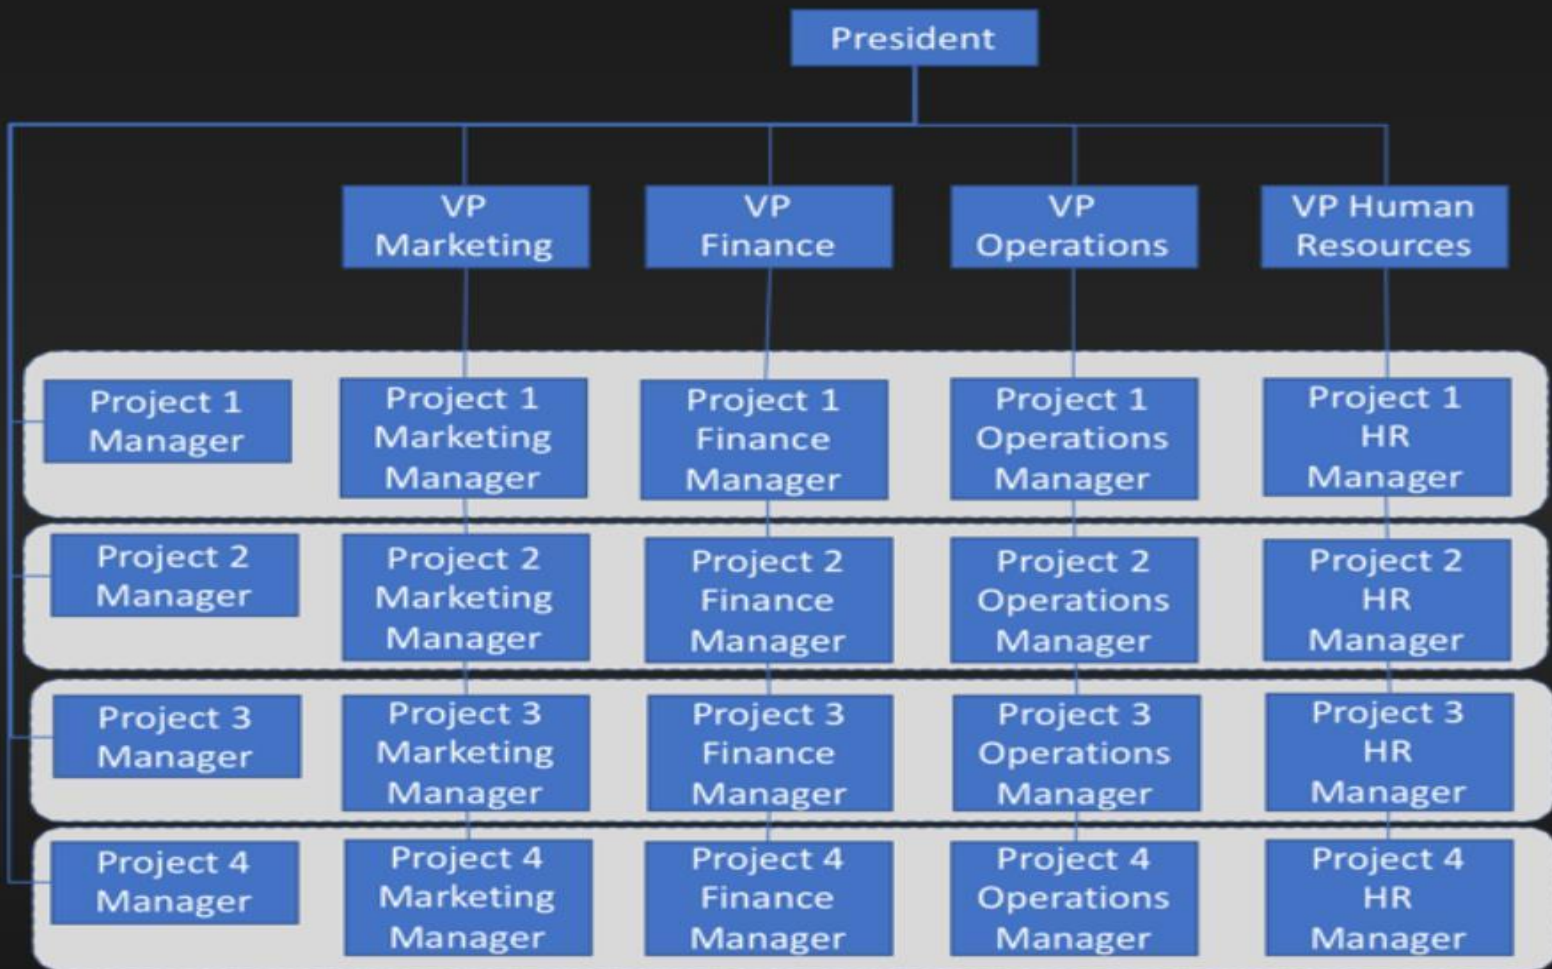 President
VP
Marketing
VP
Finance
VP
Operations
VP Human
Resources
Project 1
Manager
Project 1
Marketing
Manager
Project 1
Finance
Manager
Project 1
Operations
Manager
Project 1
HR
Manager
Project 2
Manager
Project 2
Marketing
Manager
Project 2
Finance
Manager
Project 2
Operations
Manager
Project 2
HR
Manager
Project 3
Manager
Project 3
Marketing
Manager
Project 3
Finance
Manager
Project 3
Operations
Manager
Project 3
HR
Manager
Project 4
Manager
Project 4
Marketing
Manager
Project 4
Finance
Manager
Project 4
Operations
Manager
Project 4
HR
Manager